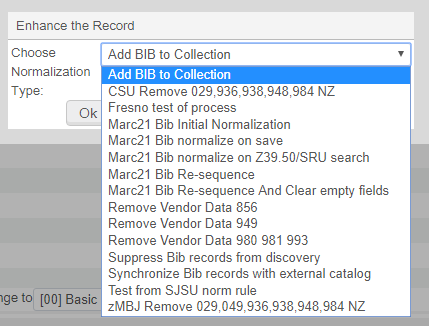 Enhance the Record
Choose Normalization Type:
Add BIB to Collection
Add BIB to Collection
CSU Remove 029,936,938,948,984 NZ
Fresno test of process
Marc21 Bib Initial Normalization
Marc21 Bib normalize on save
Marc21 Bib normalize on Z39.50/SRU search
Marc21 Bib Re-sequence
Marc21 Bib Re-sequence And Clear empty fields
Remove Vendor Data 856
Remove Vendor Data 949
Remove Vendor Data 980 981 993
Suppress Bib records from discovery
Synchronize Bib records with external catalog
Test from SJSU norm rule
zMBJ Remove 029,049,936,938,948,984 NZ
Ok
nge to [00] Basic